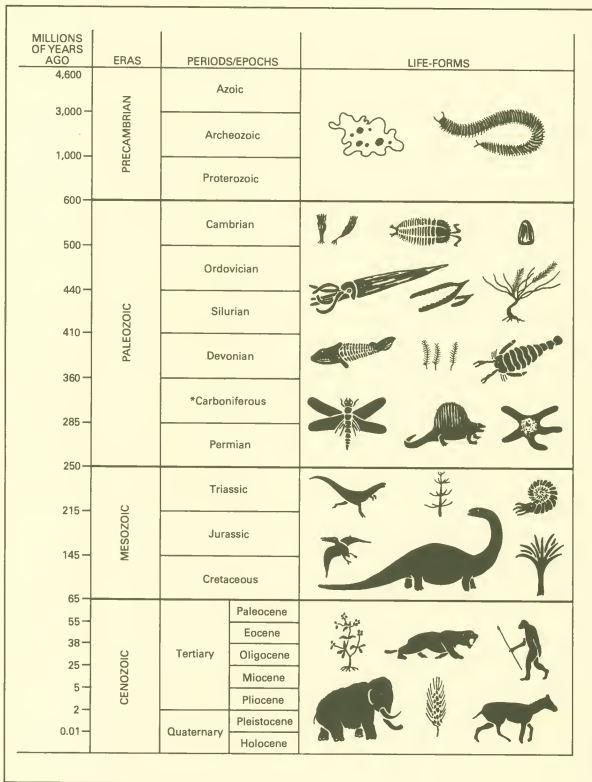 MILLIONS
OF YEARS
AGO
ERAS
PERIODS/EPOCHS
LIFE-FORMS
4,600
Azoic
3,000
PRECAMBRIAN
Archeozoic
1,000
Proterozoic
600
Cambrian
500
Ordovician
440
PALEOZOIC
Silurian
410
Devonian
360
*Carboniferous
285
Permian
250
Triassic
215
MESOZOIC
Jurassic
145
Cretaceous
65
Paleocene
55
Eocene
38
CENOZOIC
Tertiary
Oligocene
25
Miocene
5
Pliocene
2
Pleistocene
0.01
Quaternary
Holocene